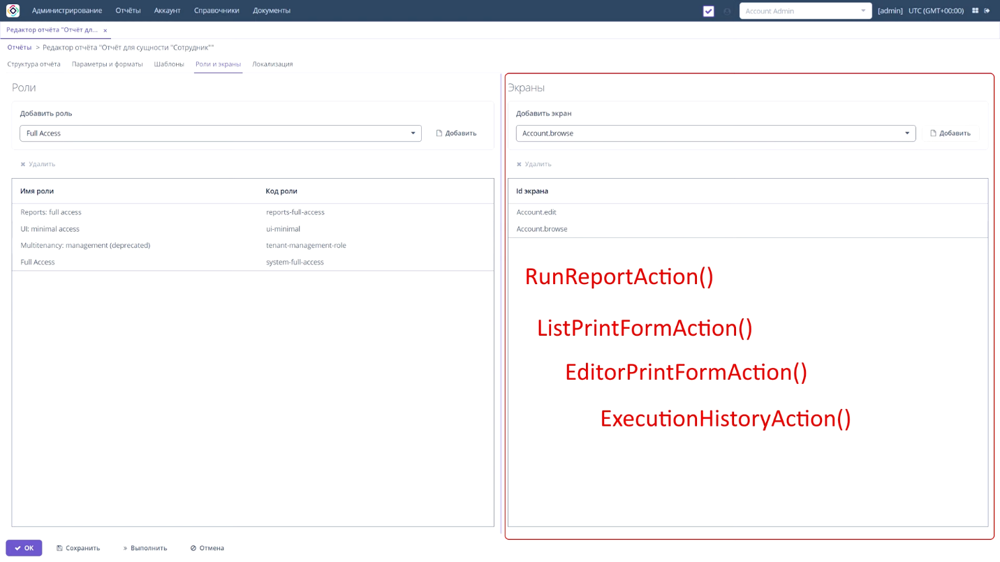 Администрирование Отчёты Аккаунт Справочники Документы Account Admin [admin] UTC (GMT+00:00)
Редактор отчёта "Отчёт дл... ×
Отчёты > Редактор отчёта "Отчёт для сущности "Сотрудник""
Структура отчёта Параметры и форматы Шаблоны Роли и экраны Локализация
Роли
Добавить роль
Full Access Добавить
Удалить
Имя роли Код роли
Reports: full access reports-full-access
UI: minimal access ui-minimal
Multitenancy: management (deprecated) tenant-management-role
Full Access system-full-access
Экраны
Добавить экран
Account.browse Добавить
Удалить
Id экрана
Account.edit
Account.browse
RunReportAction()
ListPrintFormAction()
EditorPrintFormAction()
ExecutionHistoryAction()
OK Сохранить Выполнить Отмена